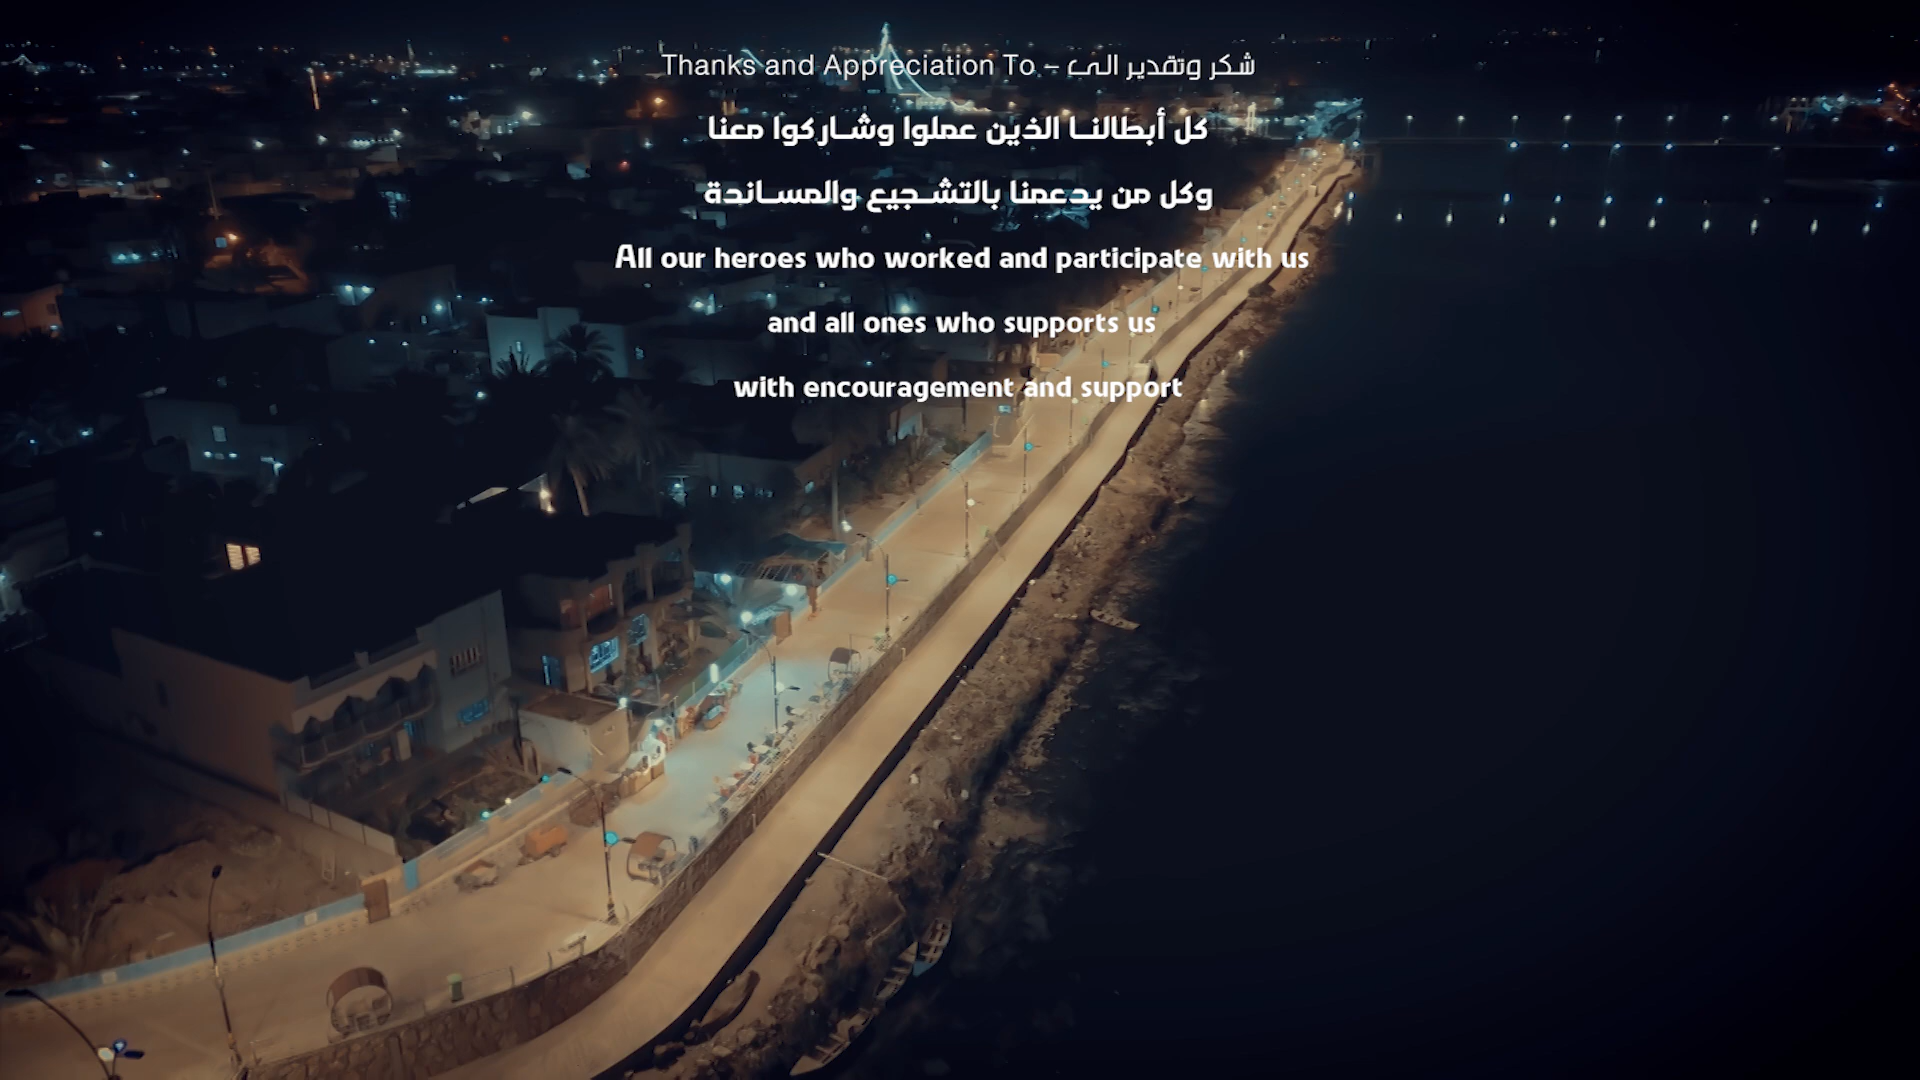 Thanks and Appreciation To – شكر وتقدير الى
كل أبطالنا الذين عملوا وشاركوا معنا
وكل من يدعمنا بالتشجيع والمساندة
All our heroes who worked and participate with us
and all ones who supports us
with encouragement and support